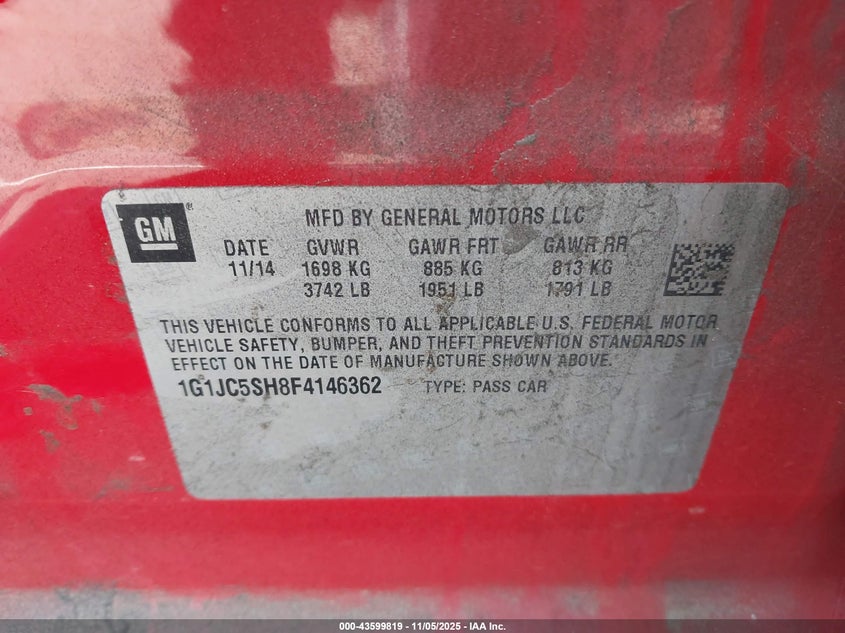 GM ®
MFD BY GENERAL MOTORS LLC
DATE GVWR GAWR FRT GAWR RR
11/14 1698 KG 885 KG 813 KG
3742 LB 1951 LB 1791 LB
THIS VEHICLE CONFORMS TO ALL APPLICABLE U.S. FEDERAL MOTOR
VEHICLE SAFETY, BUMPER, AND THEFT PREVENTION STANDARDS IN
EFFECT ON THE DATE OF MANUFACTURE SHOWN ABOVE.
1G1JC5SH8F4146362 TYPE: PASS CAR
000-43599819 - 11/05/2025 - IAA Inc.